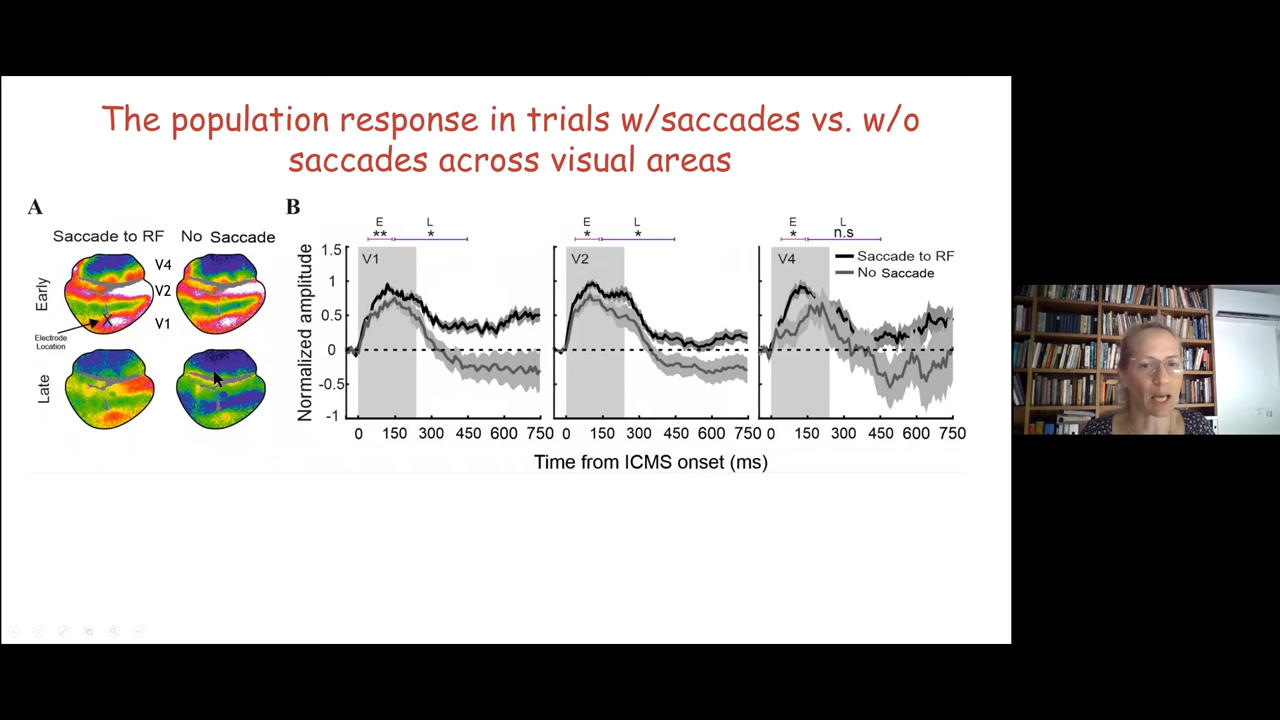 The population response in trials w/saccades vs. w/o
saccades across visual areas
A
Saccade to RF No Saccade
Early
V4
V2
V1
Electrode
Location
Late
B
E L
** *
E L
* *
E L
* n.s
V1
V2
V4
Saccade to RF
No Saccade
Normalized amplitude
1.5
1
0.5
0
-0.5
-1
0 150 300 450 600 750
0 150 300 450 600 750
0 150 300 450 600 750
Time from ICMS onset (ms)